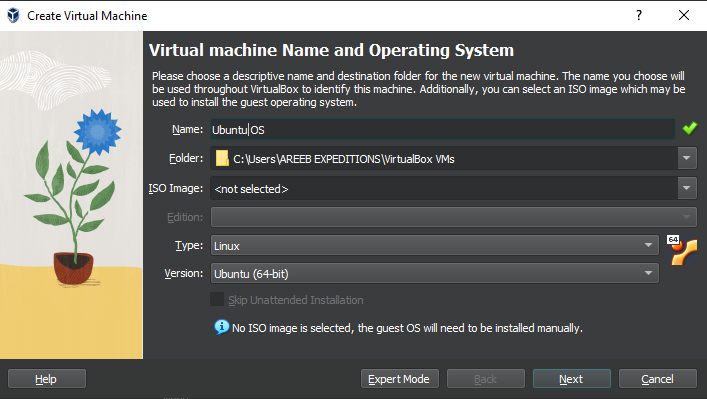 Create Virtual Machine
?
Virtual machine Name and Operating System
Please choose a descriptive name and destination folder for the new virtual machine. The name you choose will
be used throughout VirtualBox to identify this machine. Additionally, you can select an ISO image which may be
used to install the guest operating system.
Name: Ubuntu OS
Folder: C:\Users\AREEB EXPEDITIONS\VirtualBox VMs
ISO Image: <not selected>
Edition:
Type: Linux
64
Version: Ubuntu (64-bit)
Skip Unattended Installation
No ISO image is selected, the guest OS will need to be installed manually.
Help Expert Mode Back Next Cancel